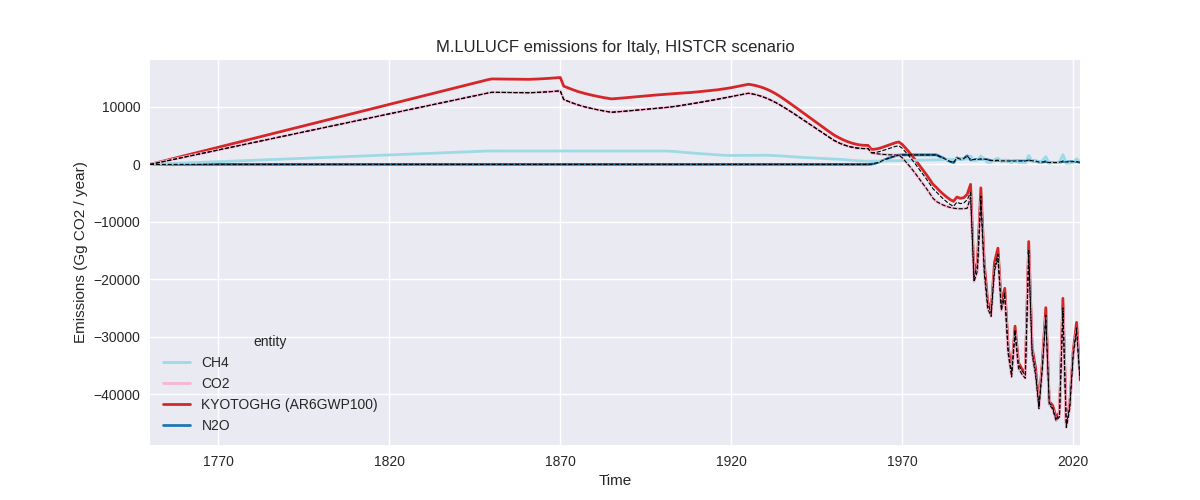 M.LULUCF emissions for Italy, HISTCR scenario
Emissions (Gg CO2 / year)
10000
0
−10000
−20000
−30000
−40000
entity
CH4
CO2
KYOTOGHG (AR6GWP100)
N2O
1770
1820
1870
1920
1970
2020
Time